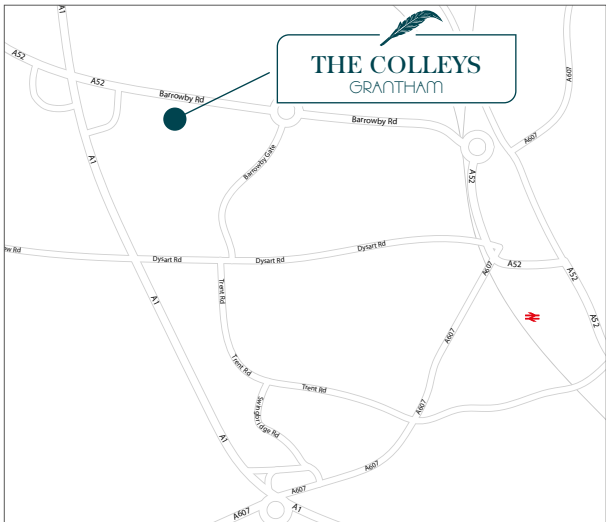 A1
A52
A52
THE COLLEYS
GRANTHAM
A607
Barrowby Rd
Barrowby Rd
A607
A1
Barrowby Gate
A52
ew Rd
Dysart Rd
Dysart Rd
Dysart Rd
A607
A52
A52
Trent Rd
A1
A52
A607
Trent Rd
Trent Rd
A607
Swingbridge Rd
A1
A607
A607
A607
A1